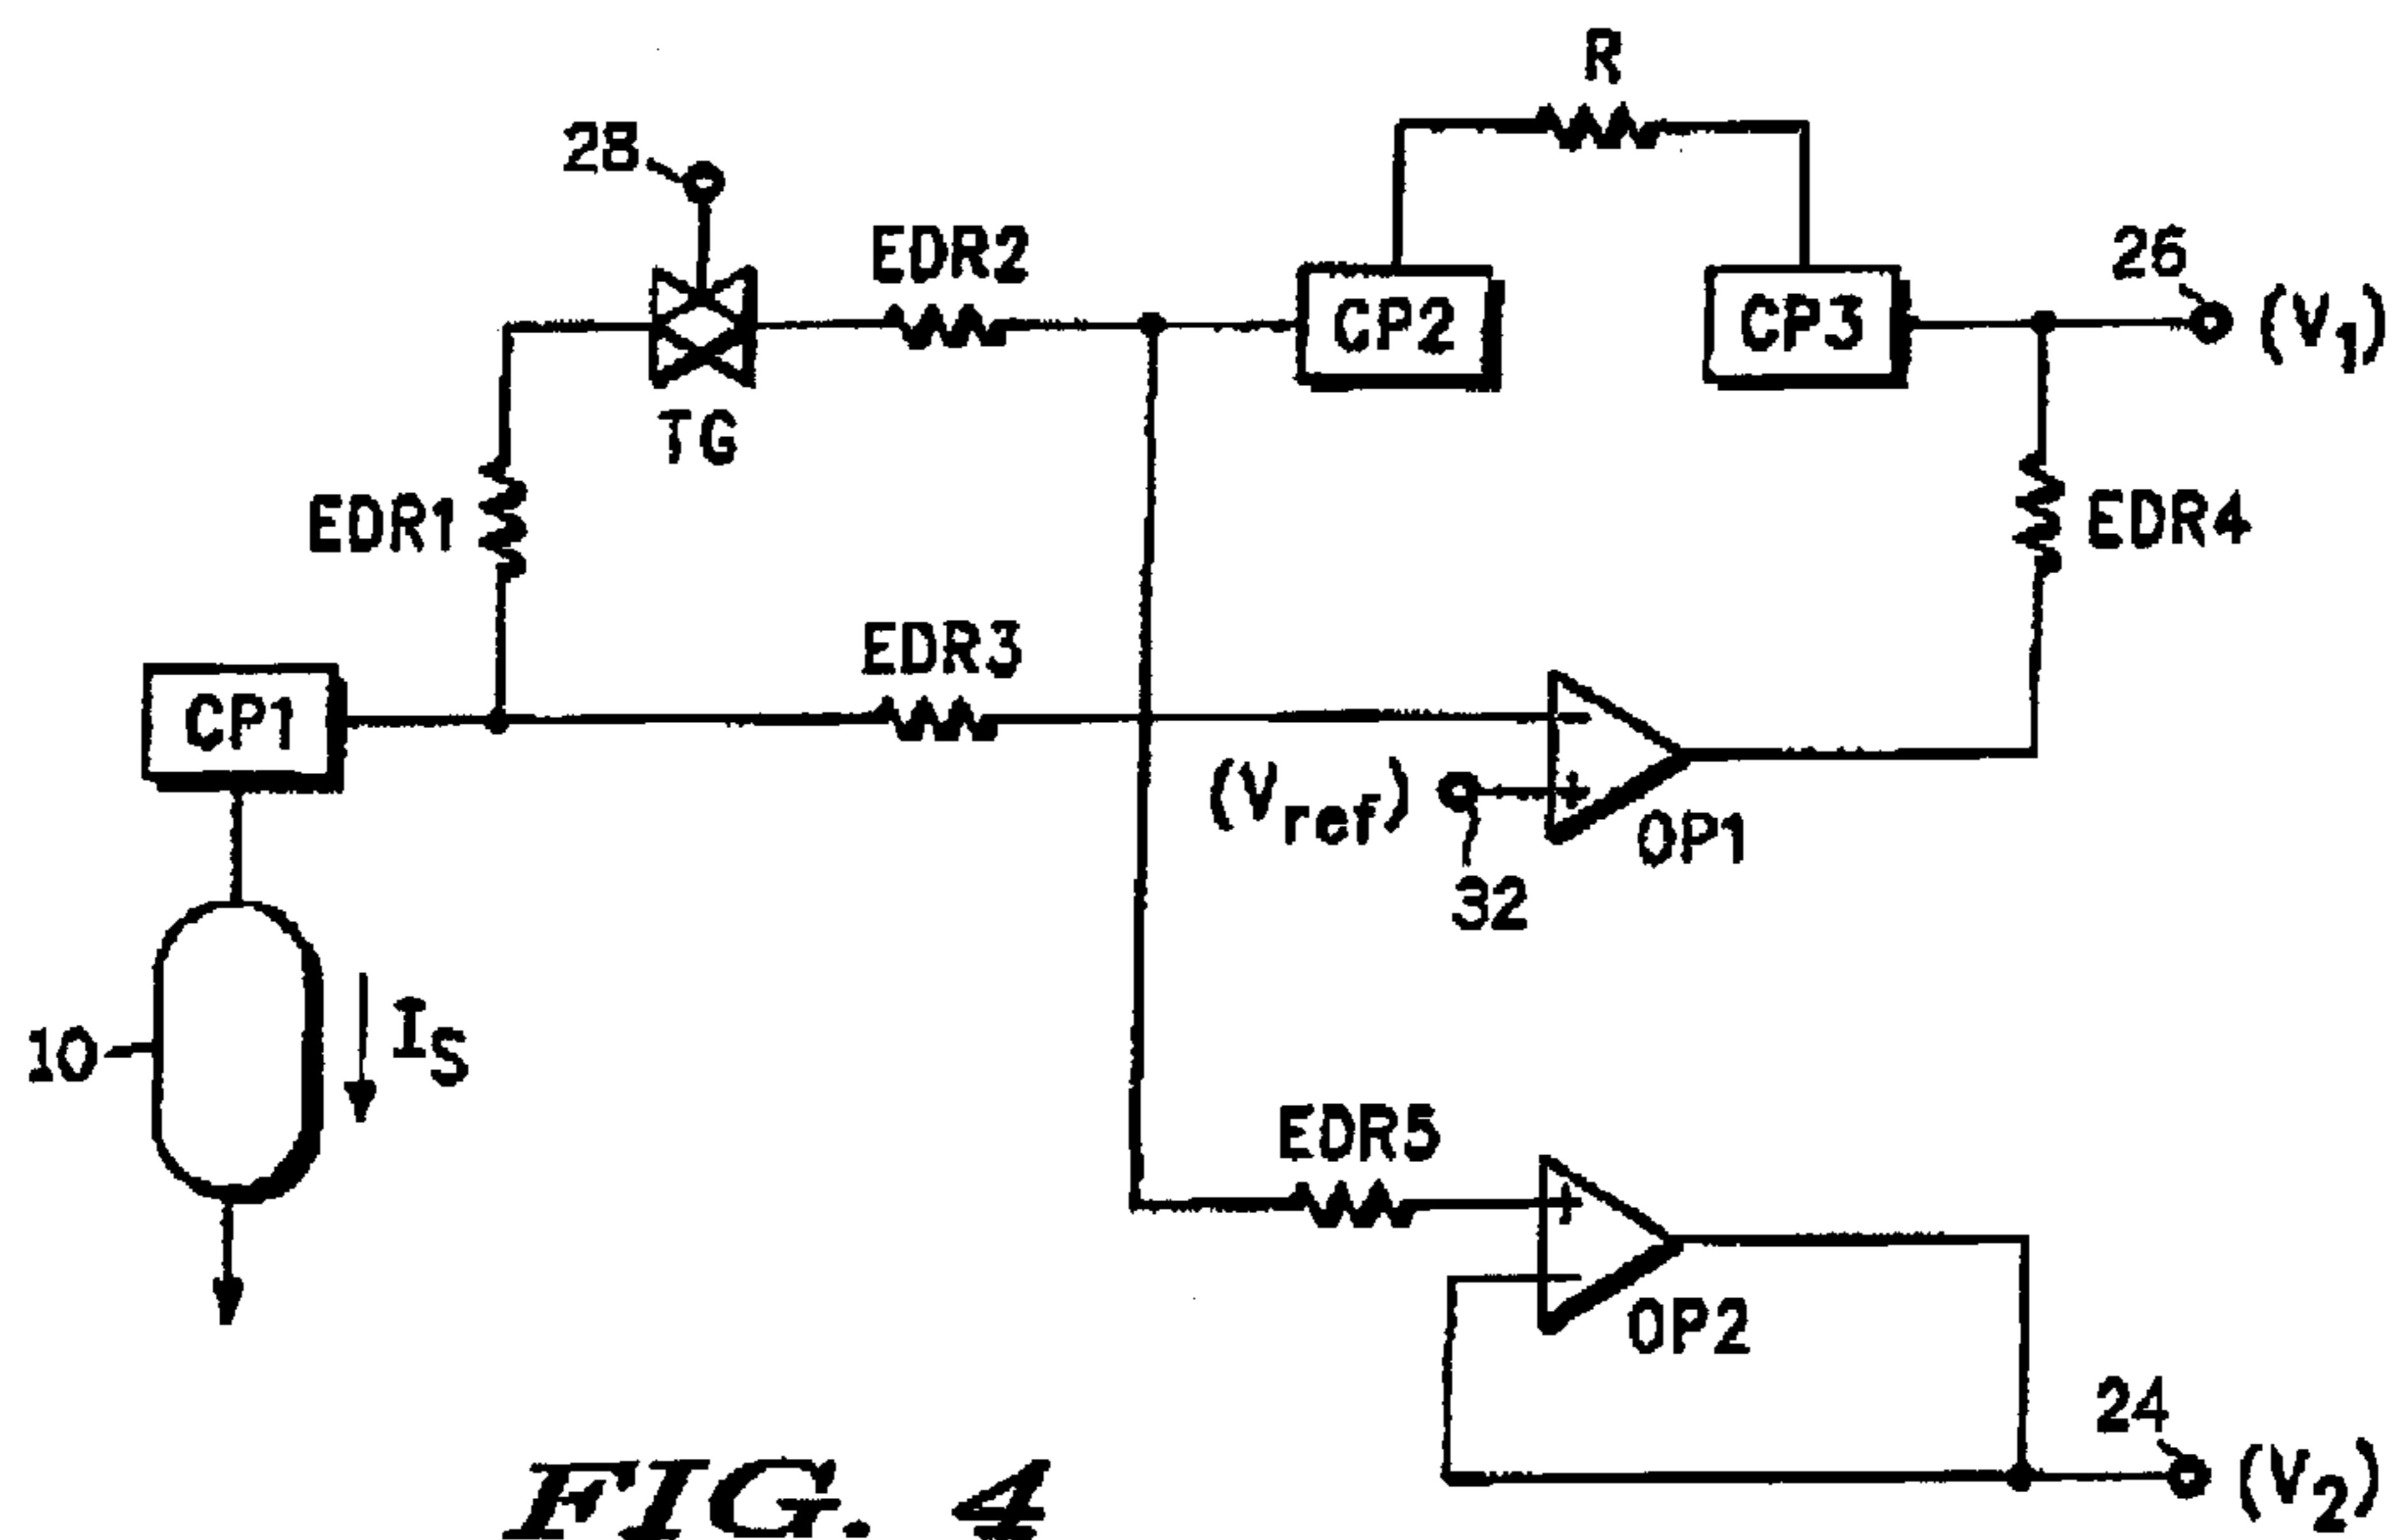 R
28
EDR2
26
CP2
CP3
(V1)
TG
EDR1
EDR4
EDR3
CP1
(Vref)
+
OP1
32
10
IS
EDR5
+
OP2
24
(V2)
FIG. 4